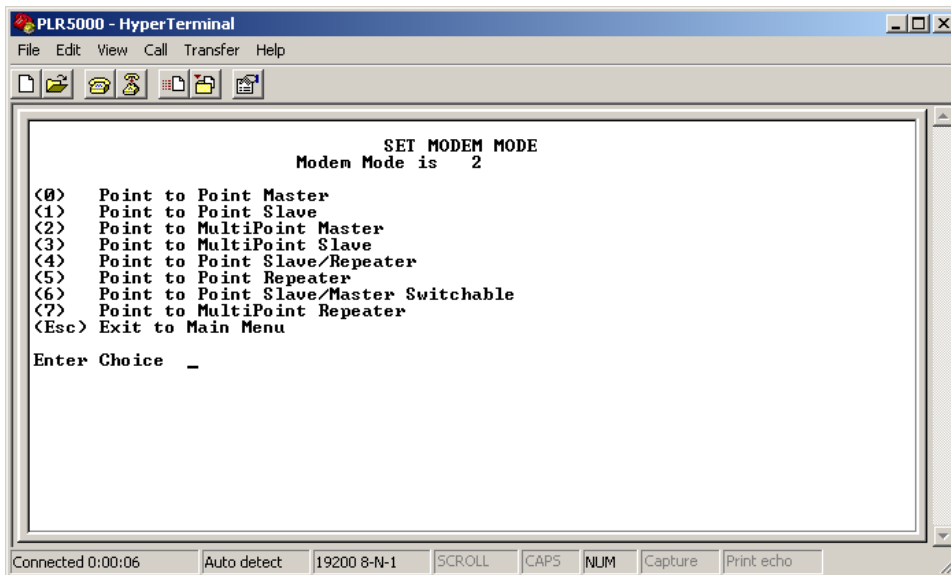 PLR5000 - HyperTerminal
File Edit View Call Transfer Help
SET MODEM MODE
Modem Mode is 2
(0) Point to Point Master
(1) Point to Point Slave
(2) Point to MultiPoint Master
(3) Point to MultiPoint Slave
(4) Point to Point Slave/Repeater
(5) Point to Point Repeater
(6) Point to Point Slave/Master Switchable
(7) Point to MultiPoint Repeater
(Esc) Exit to Main Menu
Enter Choice _
Connected 0:00:06 Auto detect 19200 8-N-1 SCROLL CAPS NUM Capture Print echo